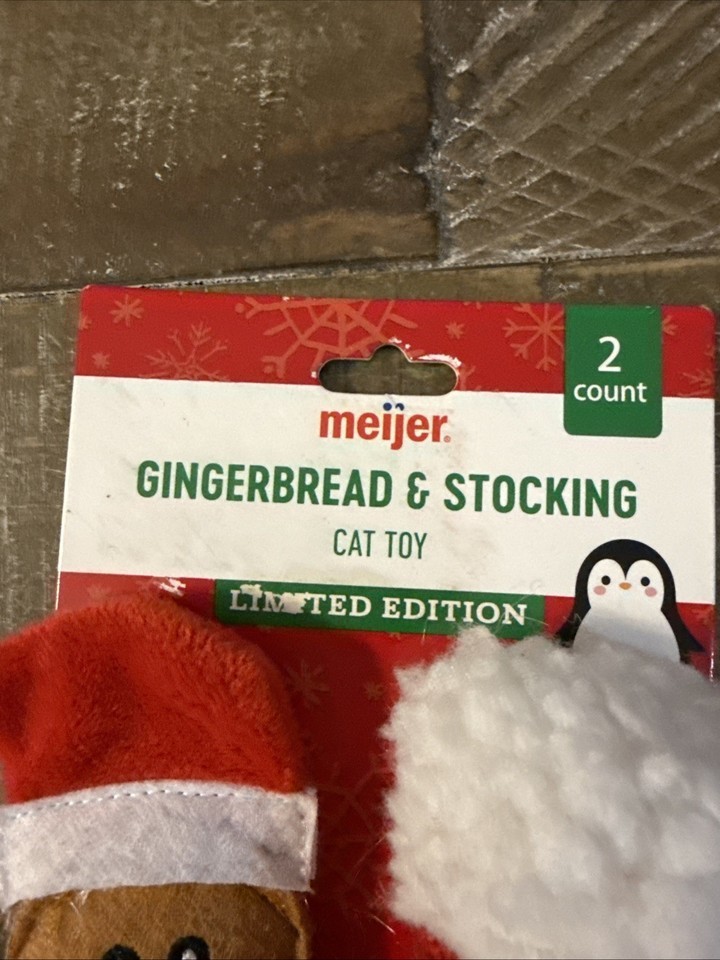 2
count
meijer®
GINGERBREAD & STOCKING
CAT TOY
LIMITED EDITION